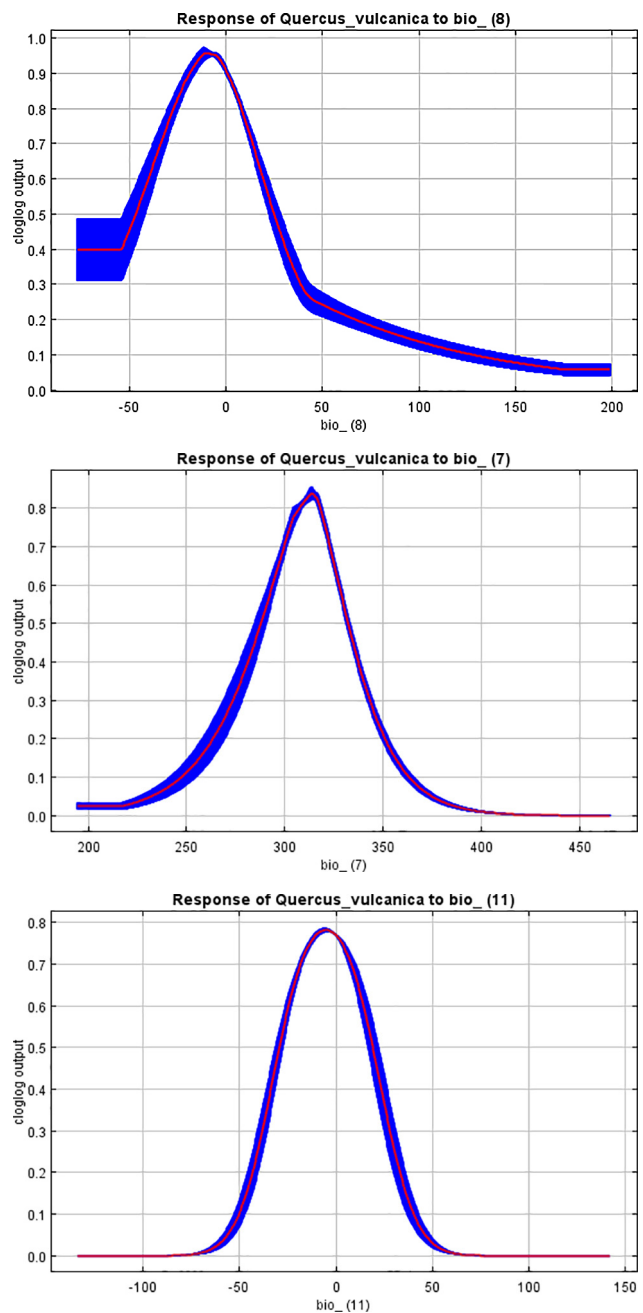 Response of Quercus_vulcanica to bio_ (8)
1.0
0.9
0.8
0.7
0.6
0.5
0.4
0.3
0.2
0.1
0.0
cloglog output
-50 0 50 100 150 200
bio_ (8)
Response of Quercus_vulcanica to bio_ (7)
0.8
0.7
0.6
0.5
0.4
0.3
0.2
0.1
0.0
cloglog output
200 250 300 350 400 450
bio_ (7)
Response of Quercus_vulcanica to bio_ (11)
0.8
0.7
0.6
0.5
0.4
0.3
0.2
0.1
0.0
cloglog output
-100 -50 0 50 100 150
bio_ (11)